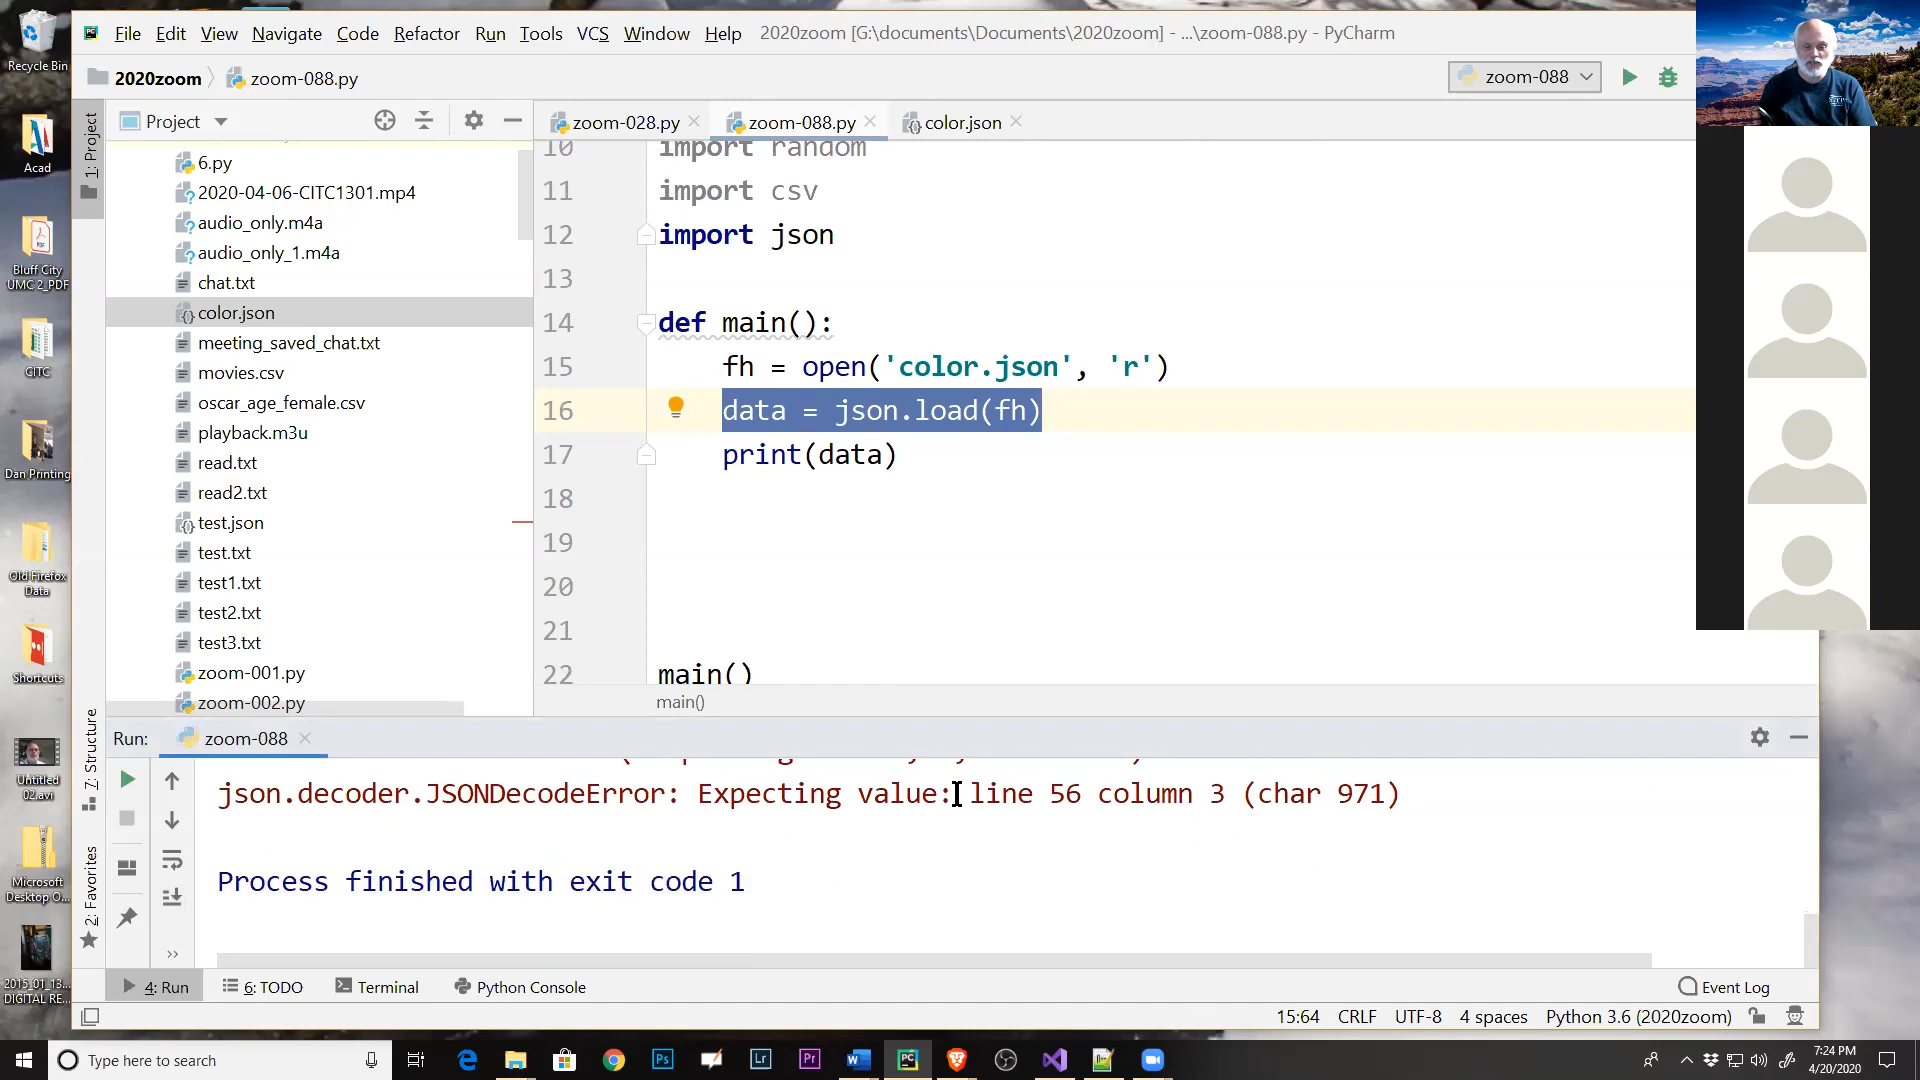 Recycle Bin
Acad
Bluff City
UMC 2_PDF
CITC
Dan Printing
Old Firefox
Data
Shortcuts
Untitled
02.avi
Microsoft
Desktop O...
2015_01_13...
DIGITAL RE...
File Edit View Navigate Code Refactor Run Tools VCS Window Help 2020zoom [G:\documents\Documents\2020zoom] - ...\zoom-088.py - PyCharm
2020zoom zoom-088.py zoom-088
1: Project
Project
zoom-028.py zoom-088.py color.json
6.py
2020-04-06-CITC1301.mp4
audio_only.m4a
audio_only_1.m4a
chat.txt
color.json
meeting_saved_chat.txt
movies.csv
oscar_age_female.csv
playback.m3u
read.txt
read2.txt
test.json
test.txt
test1.txt
test2.txt
test3.txt
zoom-001.py
zoom-002.py
10 import random
11 import csv
12 import json
13
14 def main():
15 fh = open('color.json', 'r')
16 data = json.load(fh)
17 print(data)
18
19
20
21
22 main()
main()
7: Structure
2: Favorites
Run: zoom-088
json.decoder.JSONDecodeError: Expecting value: line 56 column 3 (char 971)
Process finished with exit code 1
4: Run 6: TODO Terminal Python Console Event Log
15:64 CRLF UTF-8 4 spaces Python 3.6 (2020zoom)
Type here to search
7:24 PM
4/20/2020